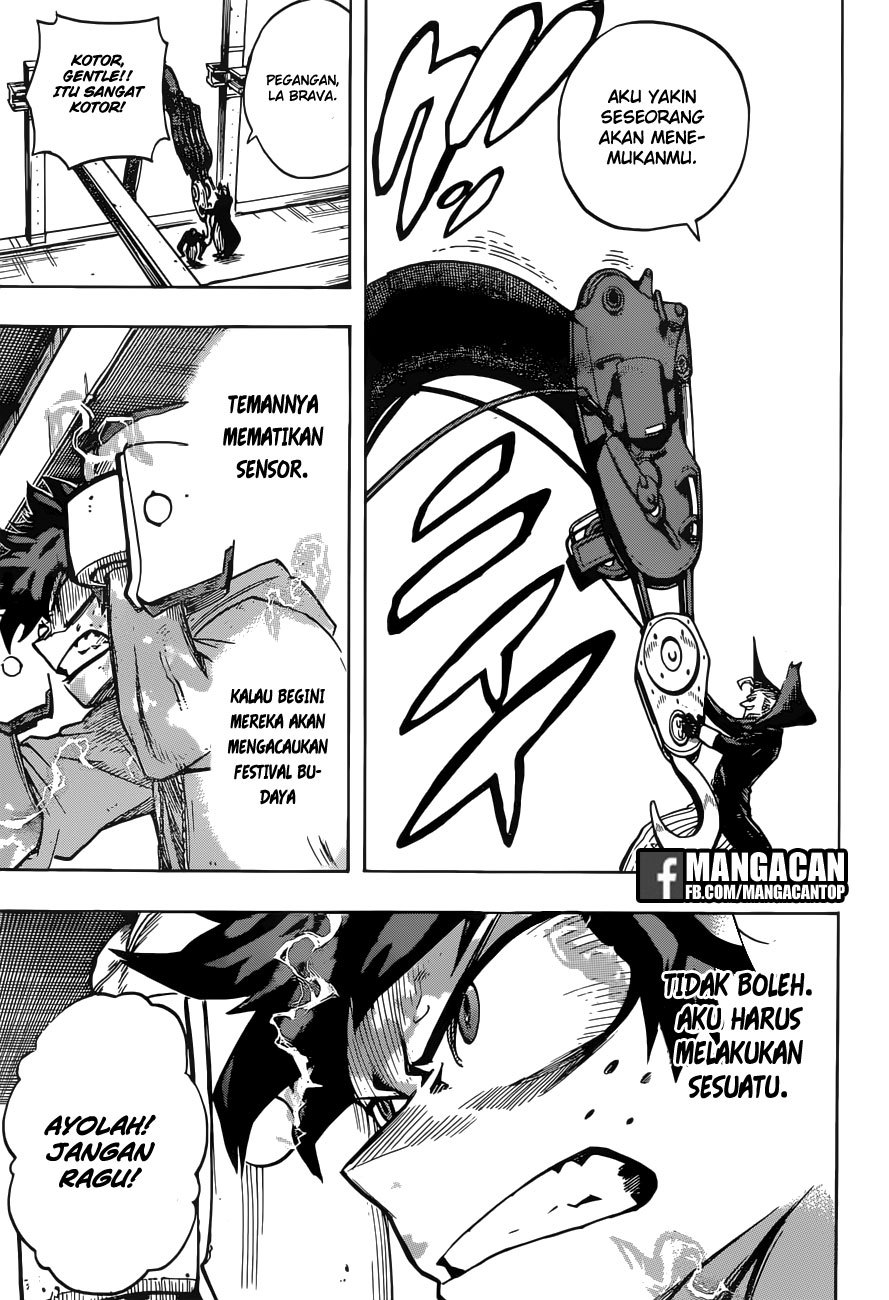 AKU YAKIN
SESEORANG
AKAN MENE-
MUKANMU.
PEGANGAN,
LA BRAVA.
KOTOR,
GENTLE!!
ITU SANGAT
KOTOR!
TEMANNYA
MEMATIKAN
SENSOR.
KALAU BEGINI
MEREKA AKAN
MENGACAUKAN
FESTIVAL BU-
DAYA
MANGACAN
FB.COM/MANGACANTOP
TIDAK BOLEH.
AKU HARUS
MELAKUKAN
SESUATU.
AYOLAH!
JANGAN
RAGU!